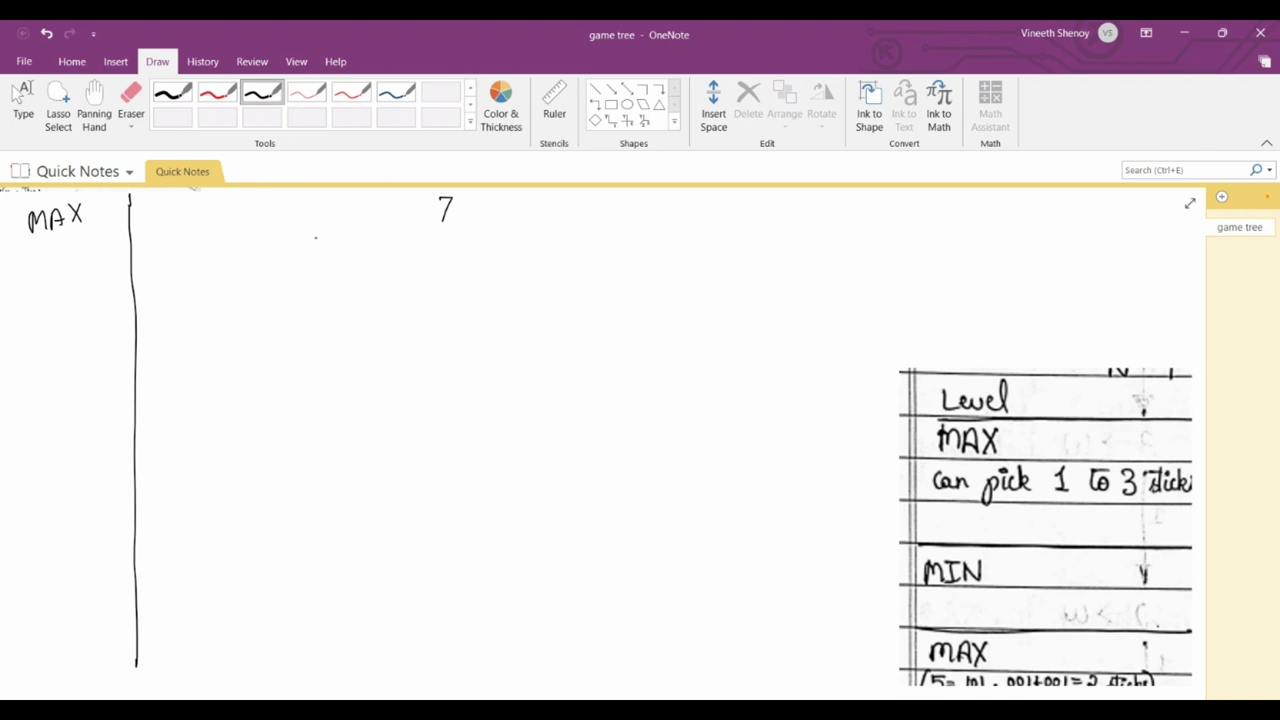 game tree - OneNote
Vineeth Shenoy
VS
File
Home
Insert
Draw
History
Review
View
Help
Type
Lasso
Select
Panning
Hand
Eraser
Color &
Thickness
Ruler
Insert
Space
Delete
Arrange
Rotate
Ink to
Shape
Ink to
Text
Ink to
Math
Math
Assistant
Tools
Stencils
Shapes
Edit
Convert
Math
Quick Notes
Quick Notes
Search (Ctrl+E)
game tree
MAX
7
Level
MAX
can pick 1 to 3 sticks
MIN
MAX